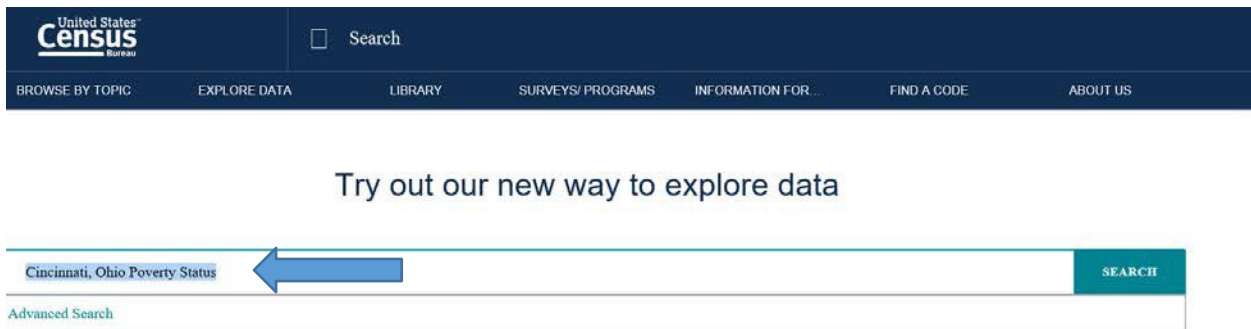 United States™
Census
Bureau
Search
BROWSE BY TOPIC EXPLORE DATA LIBRARY SURVEYS/ PROGRAMS INFORMATION FOR... FIND A CODE ABOUT US
Try out our new way to explore data
Cincinnati, Ohio Poverty Status SEARCH
Advanced Search